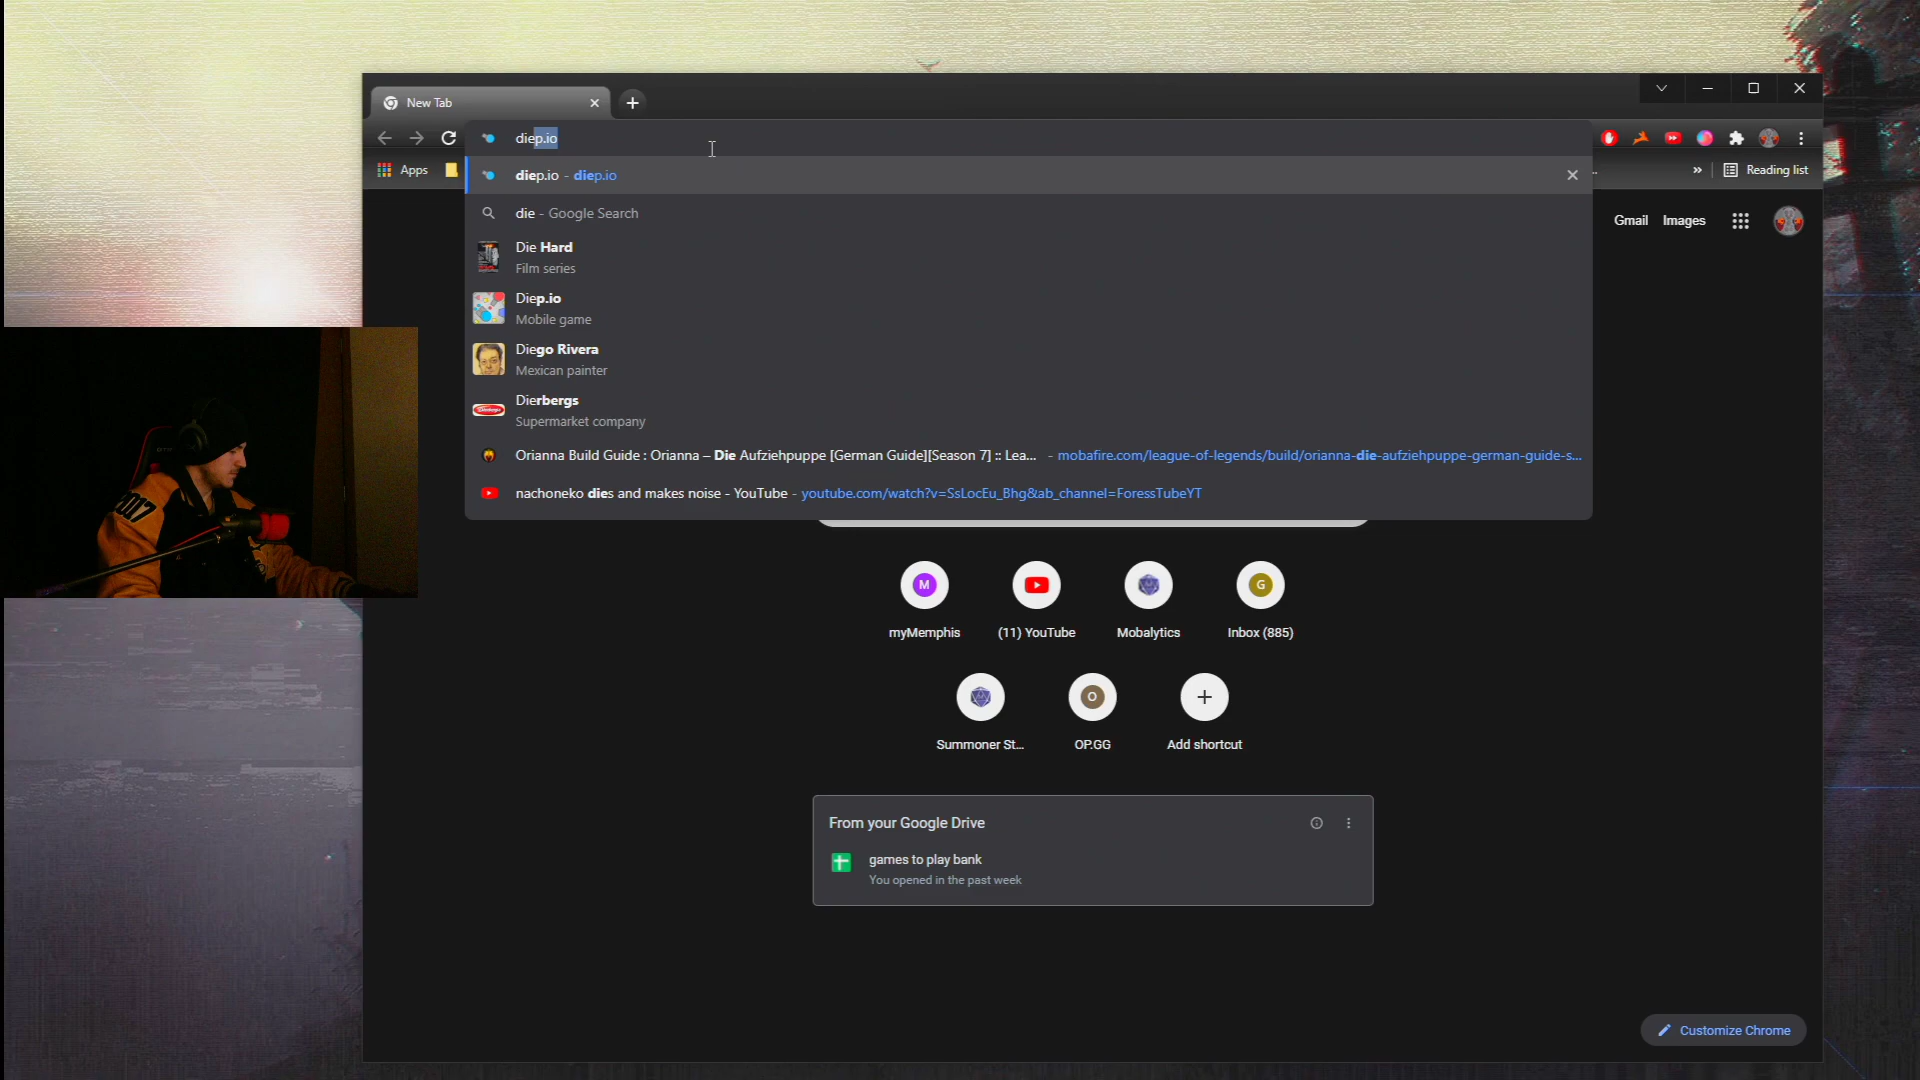 New Tab
diep.io
Apps
Reading list
diep.io - diep.io
die - Google Search
Gmail Images
Die Hard
Film series
Diep.io
Mobile game
Diego Rivera
Mexican painter
Dierbergs
Supermarket company
Orianna Build Guide : Orianna – Die Aufziehpuppe [German Guide][Season 7] :: Lea... - mobafire.com/league-of-legends/build/orianna-die-aufziehpuppe-german-guide-s...
nachoneko dies and makes noise - YouTube - youtube.com/watch?v=SsLocEu_Bhg&ab_channel=ForessTubeYT
2017
M
G
myMemphis
(11) YouTube
Mobalytics
Inbox (885)
O
Summoner St...
OP.GG
Add shortcut
From your Google Drive
games to play bank
You opened in the past week
Customize Chrome